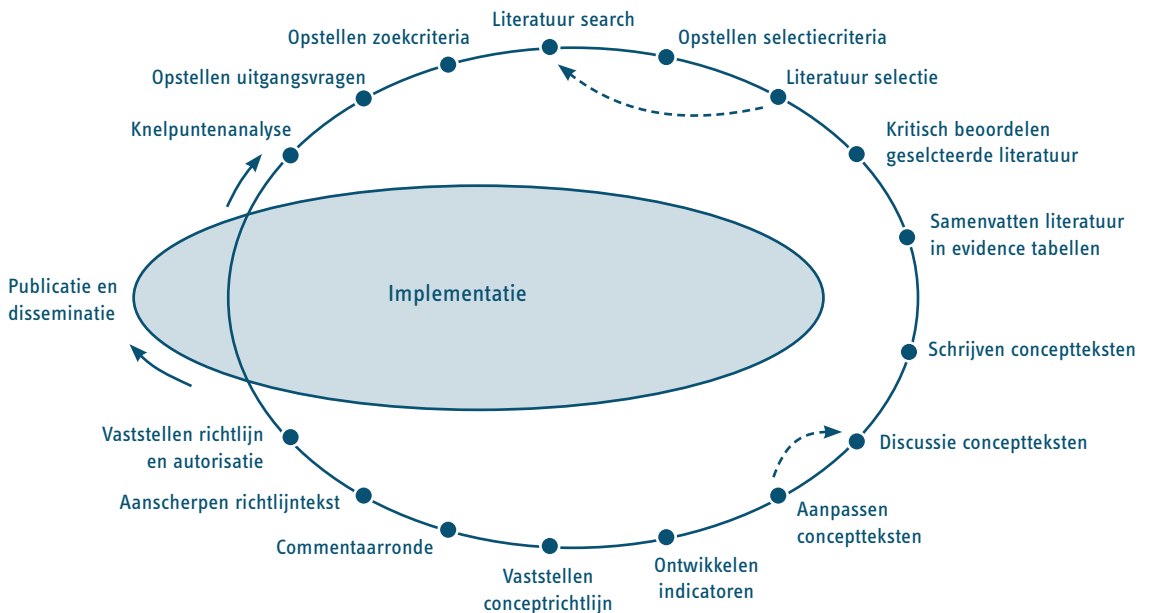 Literatuur search
Opstellen zoekcriteria
Opstellen selectiecriteria
Opstellen uitgangsvragen
Literatuur selectie
Knelpuntenanalyse
Kritisch beoordelen
geselcteerde literatuur
Samenvatten literatuur
in evidence tabellen
Publicatie en
disseminatie
Implementatie
Schrijven conceptteksten
Vaststellen richtlijn
en autorisatie
Discussie conceptteksten
Aanscherpen richtlijntekst
Aanpassen
conceptteksten
Commentaarronde
Vaststellen
conceptrichtlijn
Ontwikkelen
indicatoren